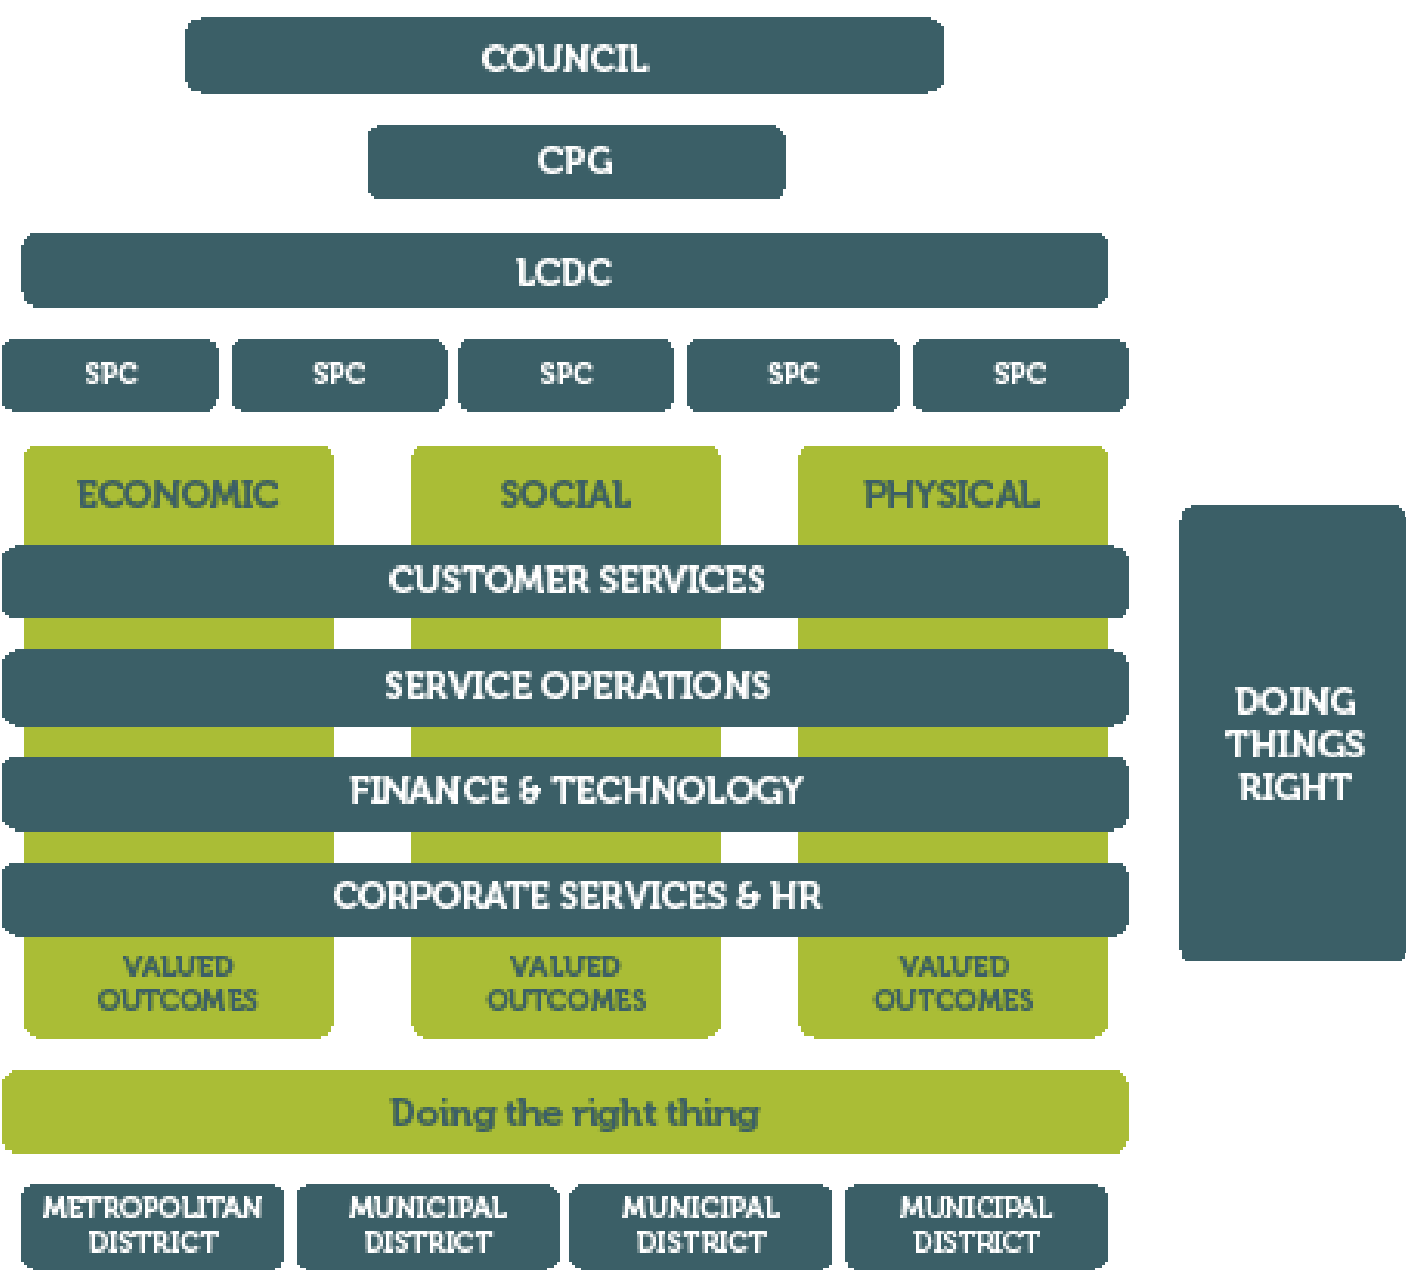 COUNCIL
CPG
LCDC
SPC SPC SPC SPC SPC
ECONOMIC SOCIAL PHYSICAL
CUSTOMER SERVICES
SERVICE OPERATIONS
FINANCE & TECHNOLOGY
CORPORATE SERVICES & HR
VALUED
OUTCOMES
VALUED
OUTCOMES
VALUED
OUTCOMES
DOING
THINGS
RIGHT
Doing the right thing
METROPOLITAN
DISTRICT
MUNICIPAL
DISTRICT
MUNICIPAL
DISTRICT
MUNICIPAL
DISTRICT